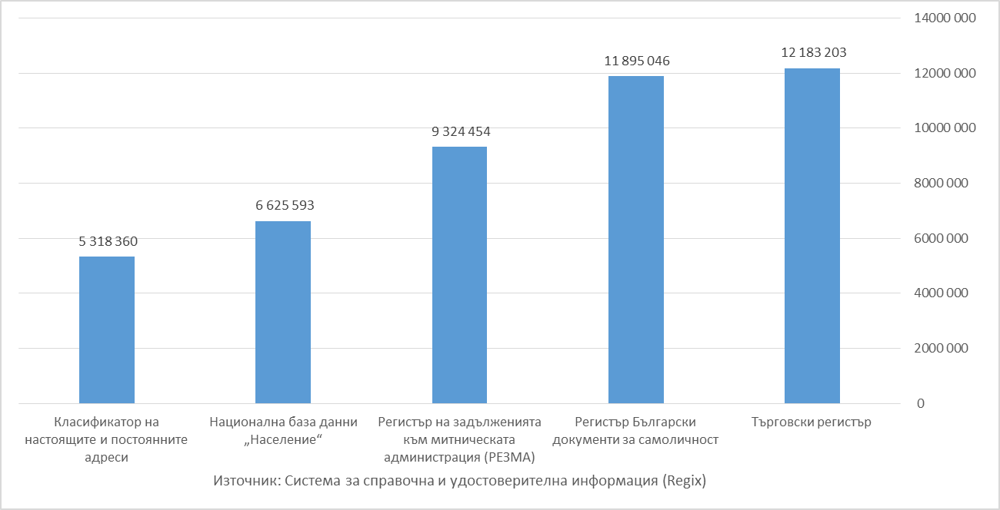 14000 000
12000 000
10000 000
8000 000
6000 000
4000 000
2000 000
0
5 318 360
6 625 593
9 324 454
11 895 046
12 183 203
Класификатор на
настоящите и постоянните
адреси
Национална база данни
„Население“
Регистър на задълженията
към митническата
администрация (РЕЗМА)
Регистър Български
документи за самоличност
Търговски регистър
Източник: Система за справочна и удостоверителна информация (Regix)